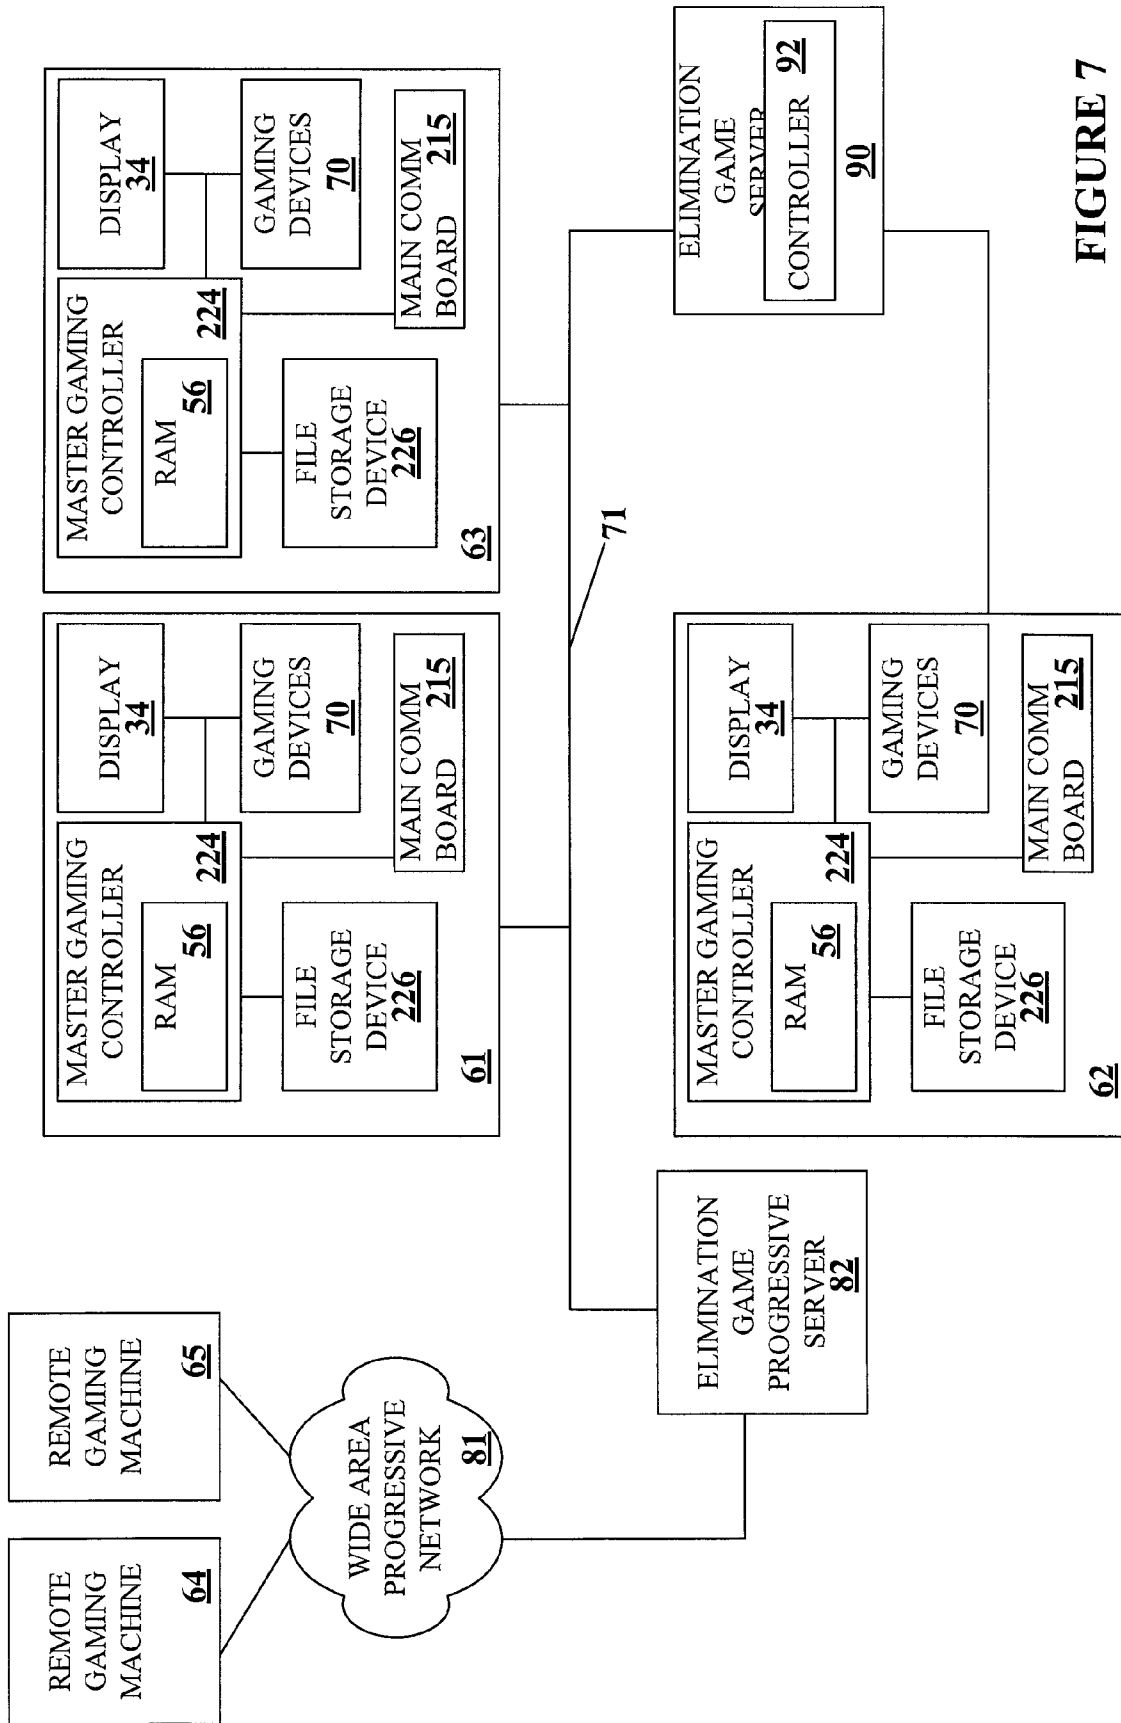 REMOTE
GAMING
MACHINE
64
REMOTE
GAMING
MACHINE
65
WIDE AREA
PROGRESSIVE
NETWORK
81
ELIMINATION
GAME
PROGRESSIVE
SERVER
82
MASTER GAMING
CONTROLLER
224
RAM
56
FILE
STORAGE
DEVICE
226
DISPLAY
34
GAMING
DEVICES
70
MAIN COMM
BOARD
215
61
MASTER GAMING
CONTROLLER
224
RAM
56
FILE
STORAGE
DEVICE
226
DISPLAY
34
GAMING
DEVICES
70
MAIN COMM
BOARD
215
63
71
MASTER GAMING
CONTROLLER
224
RAM
56
FILE
STORAGE
DEVICE
226
DISPLAY
34
GAMING
DEVICES
70
MAIN COMM
BOARD
215
62
ELIMINATION
GAME
SERVER
CONTROLLER
92
90
FIGURE 7